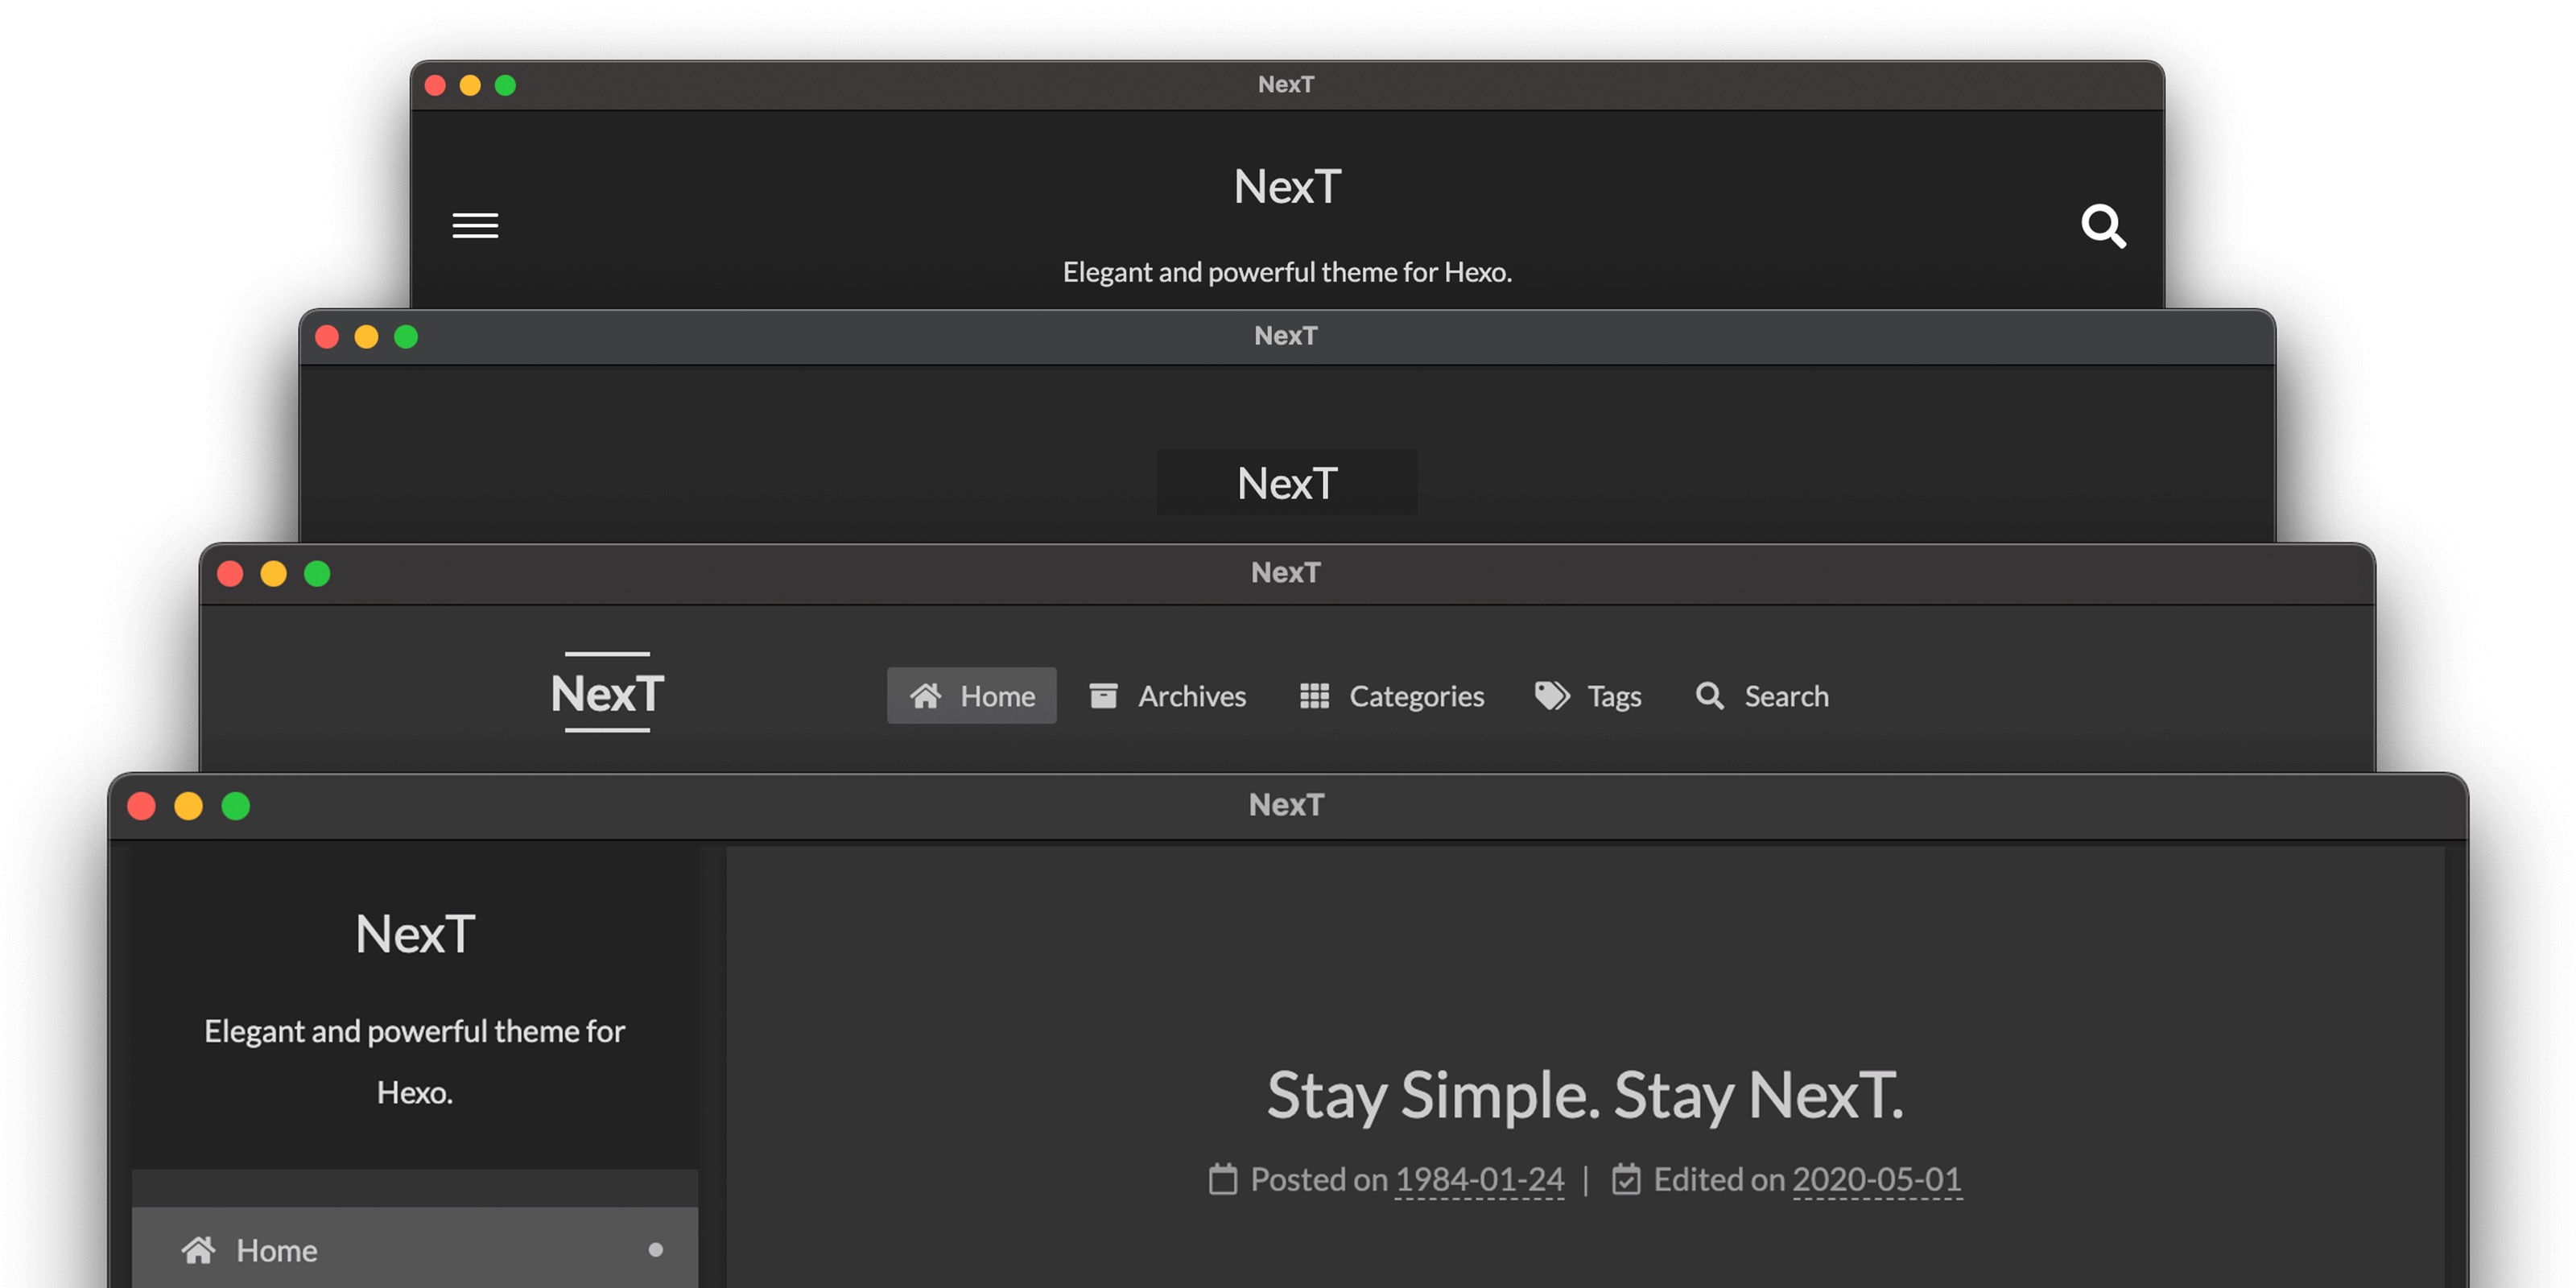 NexT
NexT
Elegant and powerful theme for Hexo.
NexT
NexT
NexT
NexT
Home Archives Categories Tags Search
NexT
NexT
Elegant and powerful theme for
Hexo.
Home
Stay Simple. Stay NexT.
Posted on 1984-01-24 | Edited on 2020-05-01